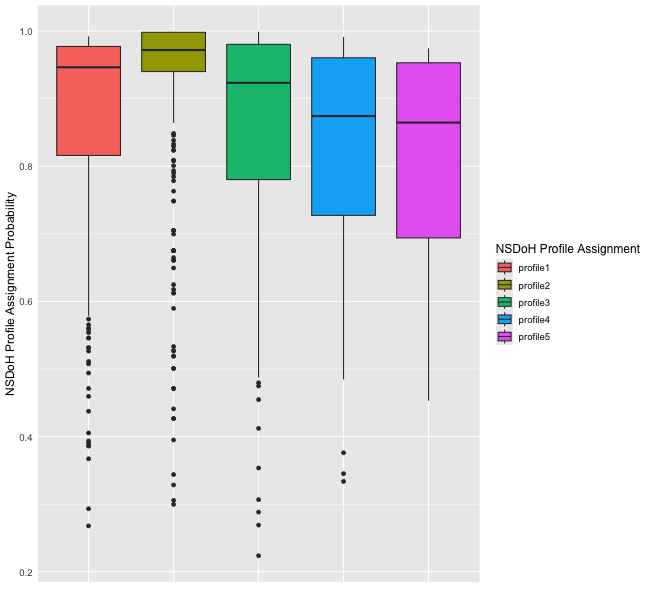 1.0
0.8
0.6
0.4
0.2
NSDoH Profile Assignment Probability
NSDoH Profile Assignment
profile1
profile2
profile3
profile4
profile5